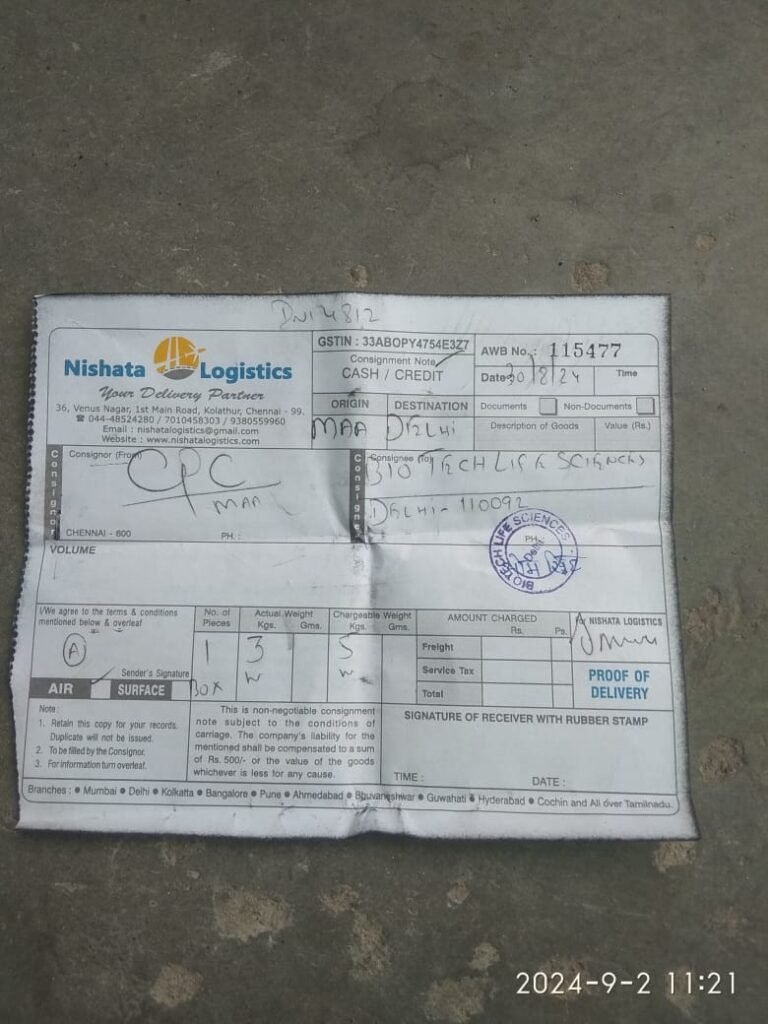 Nishata Logistics
Your Delivery Partner
36, Venus Nagar, 1st Main Road, Kolathur, Chennai - 99.
☎ 044-48524280 / 7010458303 / 9380559960
Email : nishatalogistics@gmail.com
Website : www.nishatalogistics.com
GSTIN : 33ABOPY4754E3Z7
Consignment Note
CASH / CREDIT
AWB No. : 115477
Date 30/8/24 Time
ORIGIN DESTINATION
MAA DELHI
Documents Non-Documents
Description of Goods Value (Rs.)
Consignor
Consignor (From)
CPC
MAA
CHENNAI - 600 PH. :
Consignee
Consignee (To)
BIOTECH LIFE SCIENCES
DELHI - 110092
PH.
BIOTECH LIFE SCIENCES
VOLUME
I/We agree to the terms & conditions
mentioned below & overleaf
A
Sender's Signature
AIR SURFACE
No. of Pieces
1
BOX
Actual Weight
Kgs. Gms.
3
Chargeable Weight
Kgs. Gms.
5
AMOUNT CHARGED
Rs. Ps.
Freight
Service Tax
Total
For NISHATA LOGISTICS
PROOF OF
DELIVERY
Note :
1. Retain this copy for your records.
Duplicate will not be issued.
2. To be filled by the Consignor.
3. For information turn overleaf.
This is non-negotiable consignment
note subject to the conditions of
carriage. The company's liability for the
mentioned shall be compensated to a sum
of Rs. 500/- or the value of the goods
whichever is less for any cause.
SIGNATURE OF RECEIVER WITH RUBBER STAMP
TIME : DATE :
Branches : ● Mumbai ● Delhi ● Kolkatta ● Bangalore ● Pune ● Ahmedabad ● Bhuvaneshwar ● Guwahati ● Hyderabad ● Cochin and All over Tamilnadu.
2024-9-2 11:21